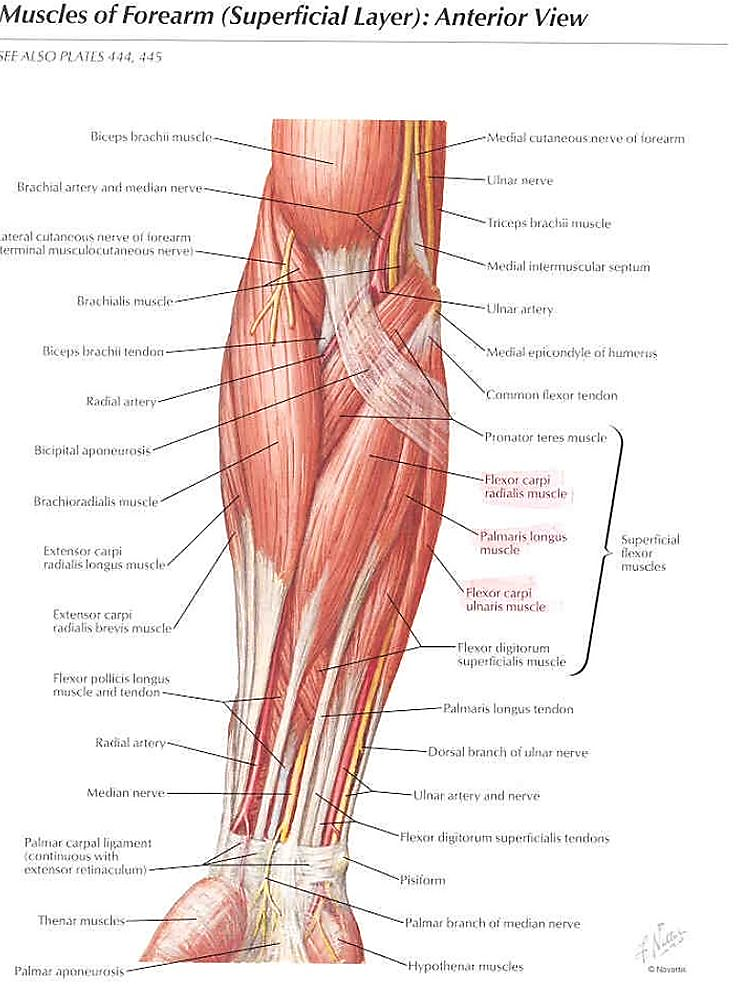 Muscles of Forearm (Superficial Layer): Anterior View
SEE ALSO PLATES 444, 445
Biceps brachii muscle
Brachial artery and median nerve
ateral cutaneous nerve of forearm
terminal musculocutaneous nerve)
Brachialis muscle
Biceps brachii tendon
Radial artery
Bicipital aponeurosis
Brachioradialis muscle
Extensor carpi
radialis longus muscle
Extensor carpi
radialis brevis muscle
Flexor pollicis longus
muscle and tendon
Radial artery
Median nerve
Palmar carpal ligament
(continuous with
extensor retinaculum)
Thenar muscles
Palmar aponeurosis
Medial cutaneous nerve of forearm
Ulnar nerve
Triceps brachii muscle
Medial intermuscular septum
Ulnar artery
Medial epicondyle of humerus
Common flexor tendon
Pronator teres muscle
Flexor carpi
radialis muscle
Palmaris longus
muscle
Flexor carpi
ulnaris muscle
Superficial
flexor
muscles
Flexor digitorum
superficialis muscle
Palmaris longus tendon
Dorsal branch of ulnar nerve
Ulnar artery and nerve
Flexor digitorum superficialis tendons
Pisiform
Palmar branch of median nerve
Hypothenar muscles
© Novartis